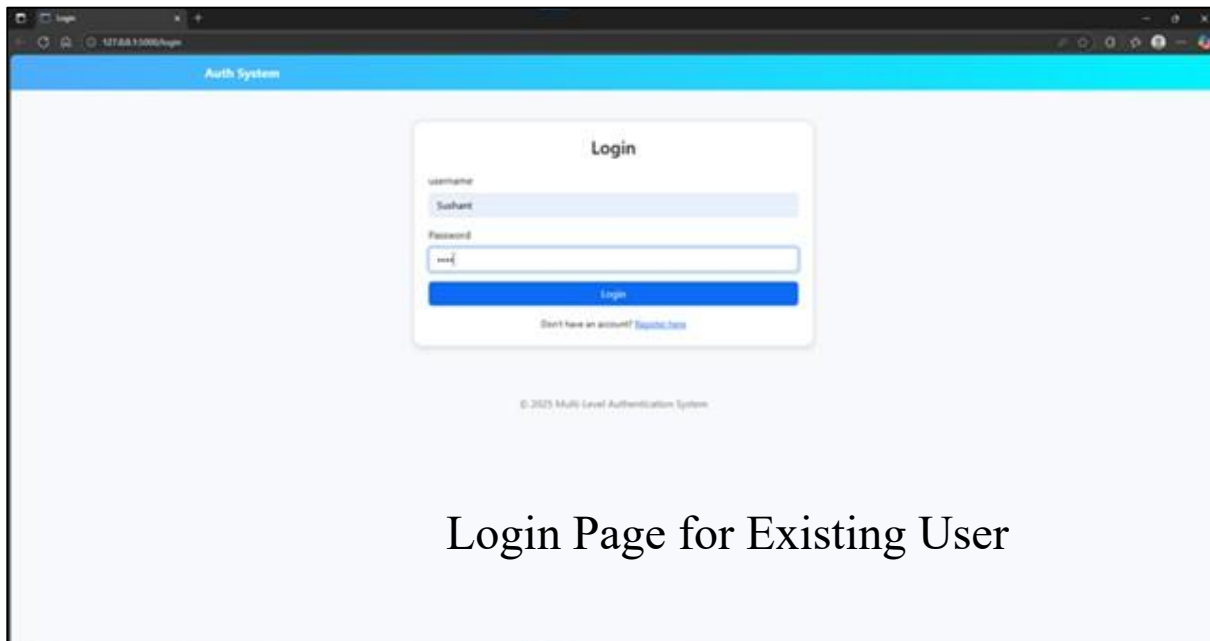 Login
127.0.0.1:5000/login
Auth System
Login
username
Sushant
Password
Login
Don't have an account? Register here
© 2025 Multi-Level Authentication System
Login Page for Existing User